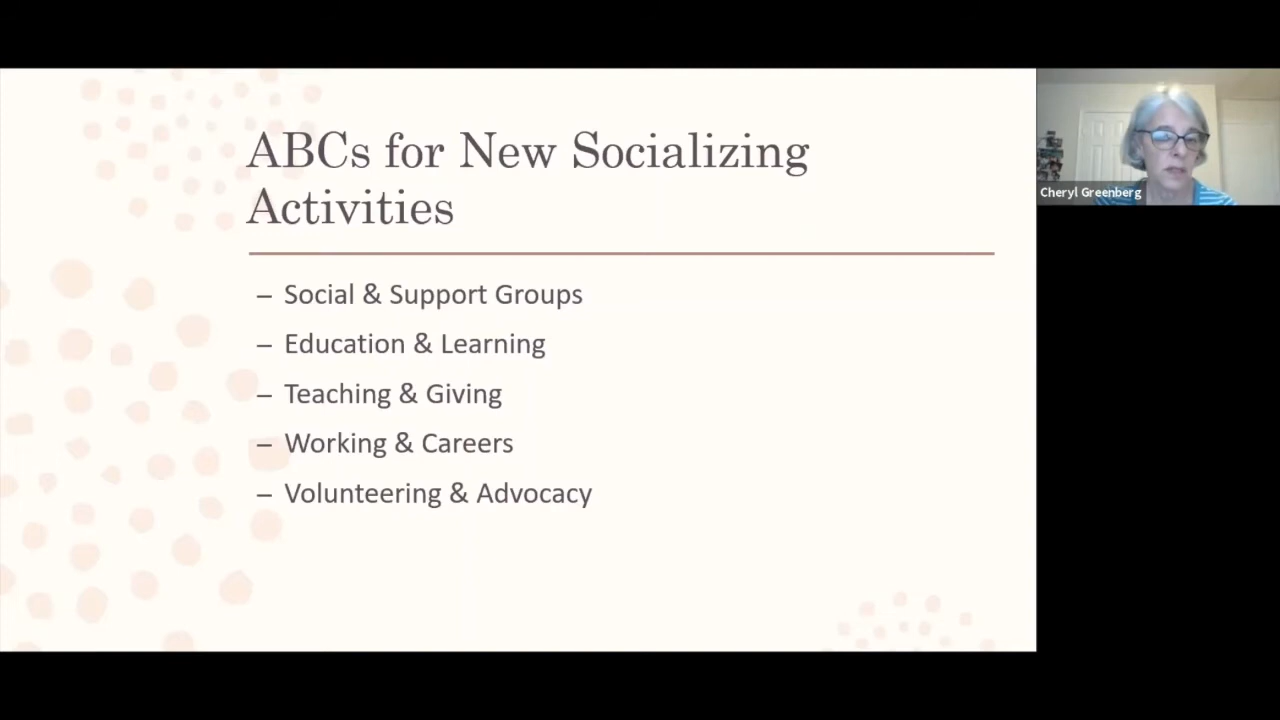 ABCs for New Socializing
Activities
– Social & Support Groups
– Education & Learning
– Teaching & Giving
– Working & Careers
– Volunteering & Advocacy
Cheryl Greenberg